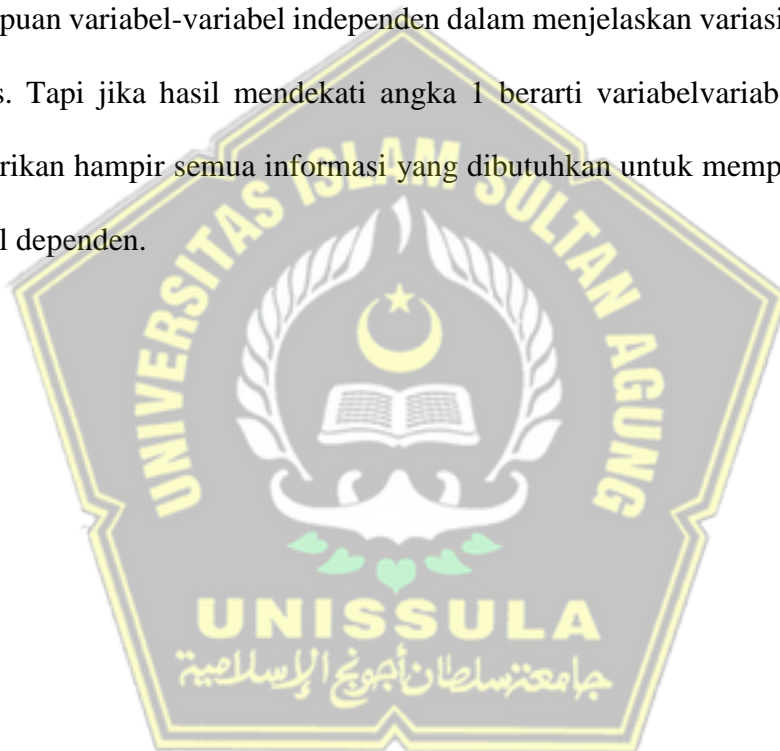 puan variabel-variabel independen dalam menjelaskan variasi
s. Tapi jika hasil mendekati angka 1 berarti variabelvariabe
rikan hampir semua informasi yang dibutuhkan untuk memp
l dependen.
UNIVERSITAS ISLAM SULTAN AGUNG
UNISSULA
جامعة سلطان أجونج الإسلامية